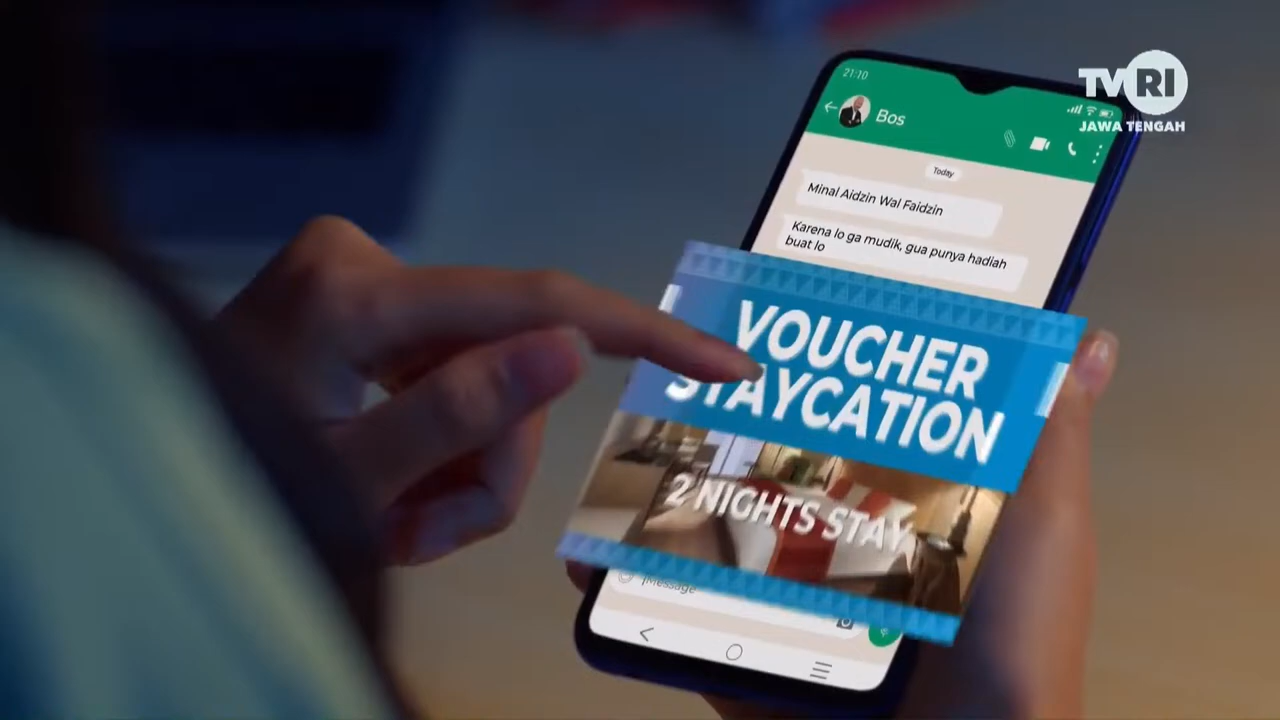 21:10
TVRI
JAWA TENGAH
Bos
Today
Minal Aidzin Wal Faidzin
Karena lo ga mudik, gua punya hadiah
buat lo
VOUCHER
STAYCATION
2 NIGHTS STAY
Message